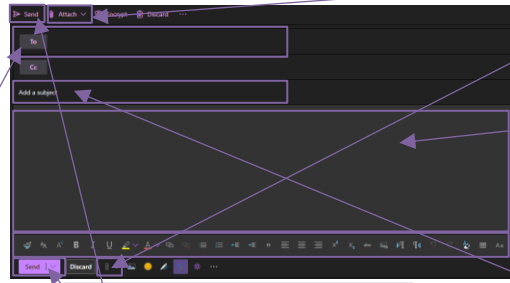 Send Attach Encrypt Discard ...
To
Cc
Add a subject
B I U A
Send Discard ...